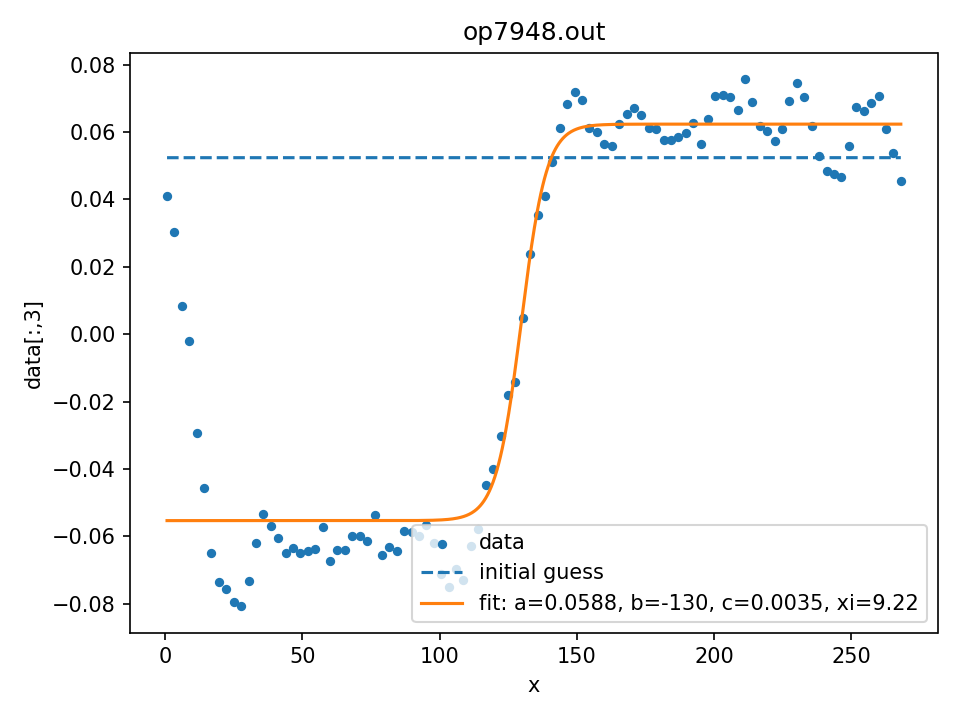 op7948.out
0.08
0.06
0.04
0.02
0.00
−0.02
−0.04
−0.06
−0.08
data[:,3]
data
initial guess
fit: a=0.0588, b=-130, c=0.0035, xi=9.22
0 50 100 150 200 250
x